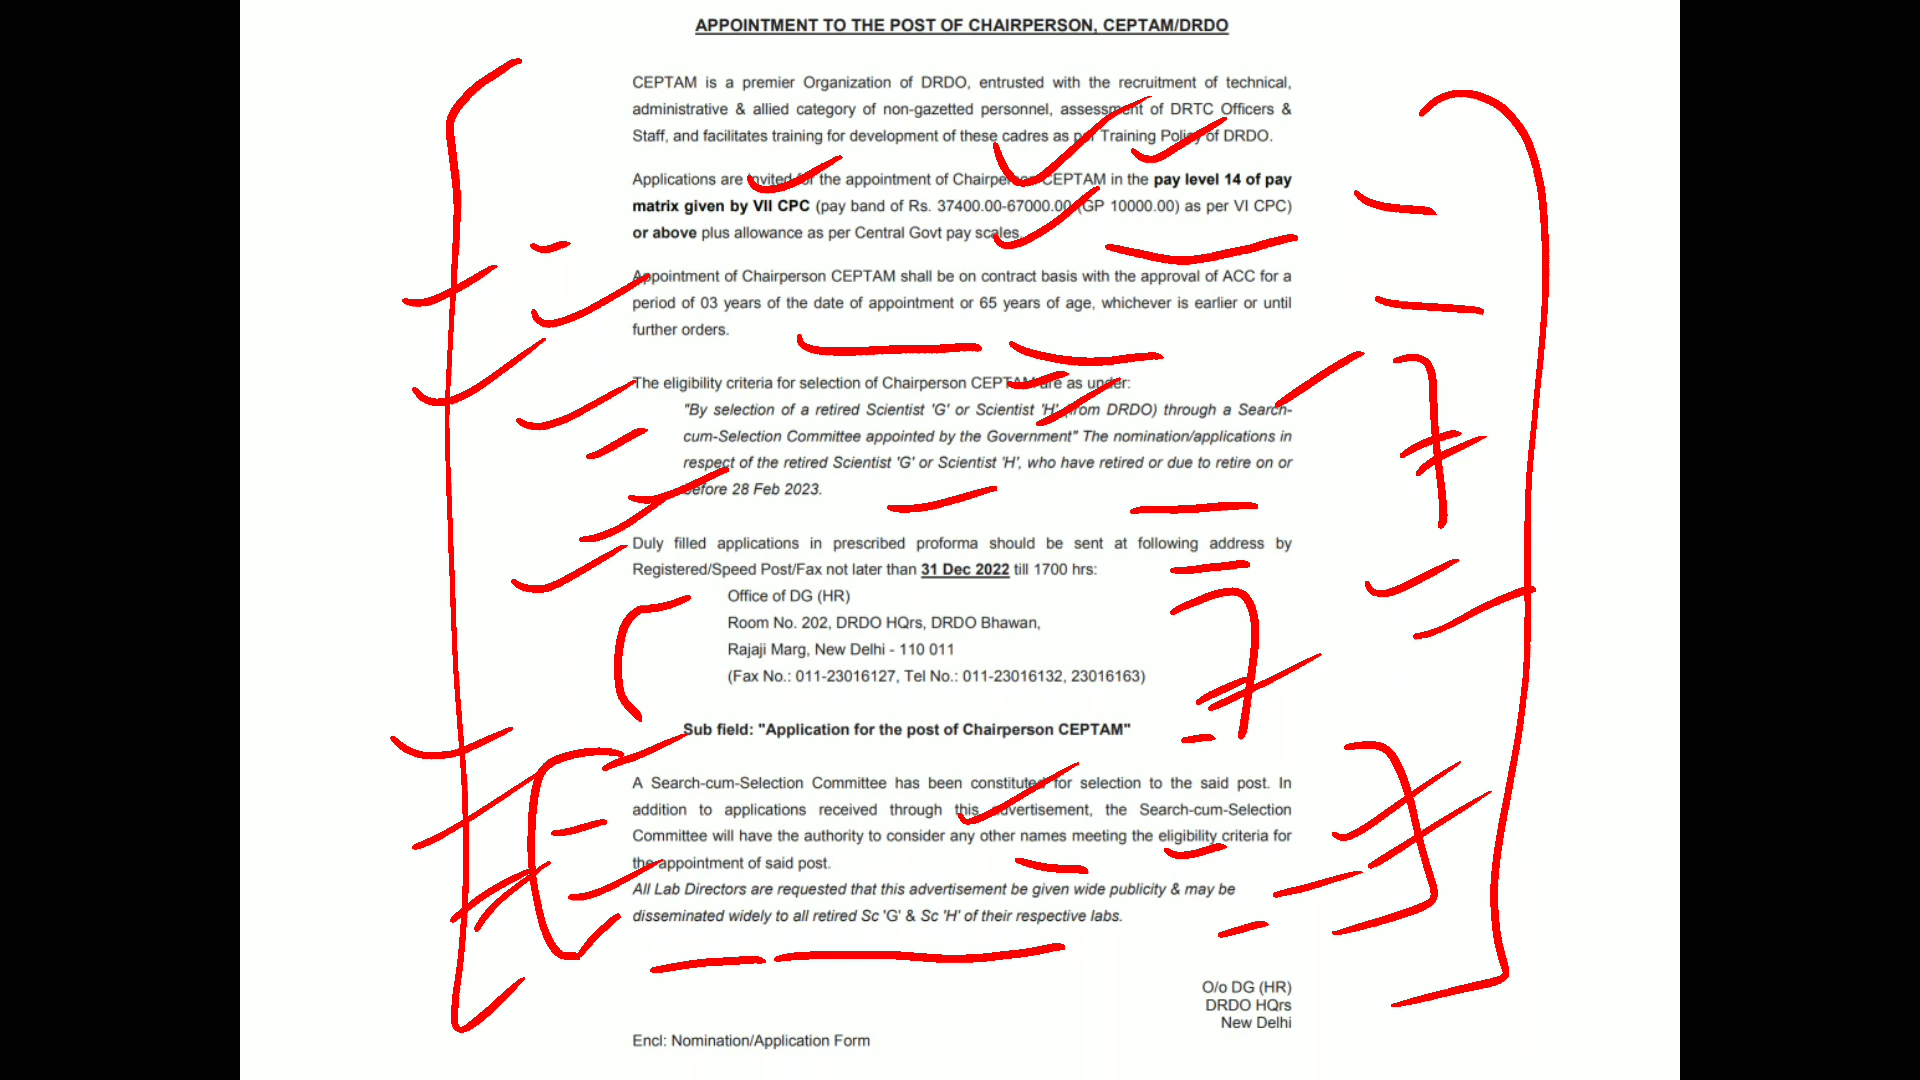 APPOINTMENT TO THE POST OF CHAIRPERSON, CEPTAM/DRDO
CEPTAM is a premier Organization of DRDO, entrusted with the recruitment of technical,
administrative & allied category of non-gazetted personnel, assessment of DRTC Officers &
Staff, and facilitates training for development of these cadres as per Training Policy of DRDO.
Applications are invited for the appointment of Chairperson CEPTAM in the pay level 14 of pay
matrix given by VII CPC (pay band of Rs. 37400.00-67000.00 (GP 10000.00) as per VI CPC)
or above plus allowance as per Central Govt pay scales.
Appointment of Chairperson CEPTAM shall be on contract basis with the approval of ACC for a
period of 03 years of the date of appointment or 65 years of age, whichever is earlier or until
further orders.
The eligibility criteria for selection of Chairperson CEPTAM are as under:
"By selection of a retired Scientist 'G' or Scientist 'H' (from DRDO) through a Search-
cum-Selection Committee appointed by the Government" The nomination/applications in
respect of the retired Scientist 'G' or Scientist 'H', who have retired or due to retire on or
before 28 Feb 2023.
Duly filled applications in prescribed proforma should be sent at following address by
Registered/Speed Post/Fax not later than 31 Dec 2022 till 1700 hrs:
Office of DG (HR)
Room No. 202, DRDO HQrs, DRDO Bhawan,
Rajaji Marg, New Delhi - 110 011
(Fax No.: 011-23016127, Tel No.: 011-23016132, 23016163)
Sub field: "Application for the post of Chairperson CEPTAM"
A Search-cum-Selection Committee has been constituted for selection to the said post. In
addition to applications received through this advertisement, the Search-cum-Selection
Committee will have the authority to consider any other names meeting the eligibility criteria for
the appointment of said post.
All Lab Directors are requested that this advertisement be given wide publicity & may be
disseminated widely to all retired Sc 'G' & Sc 'H' of their respective labs.
O/o DG (HR)
DRDO HQrs
New Delhi
Encl: Nomination/Application Form